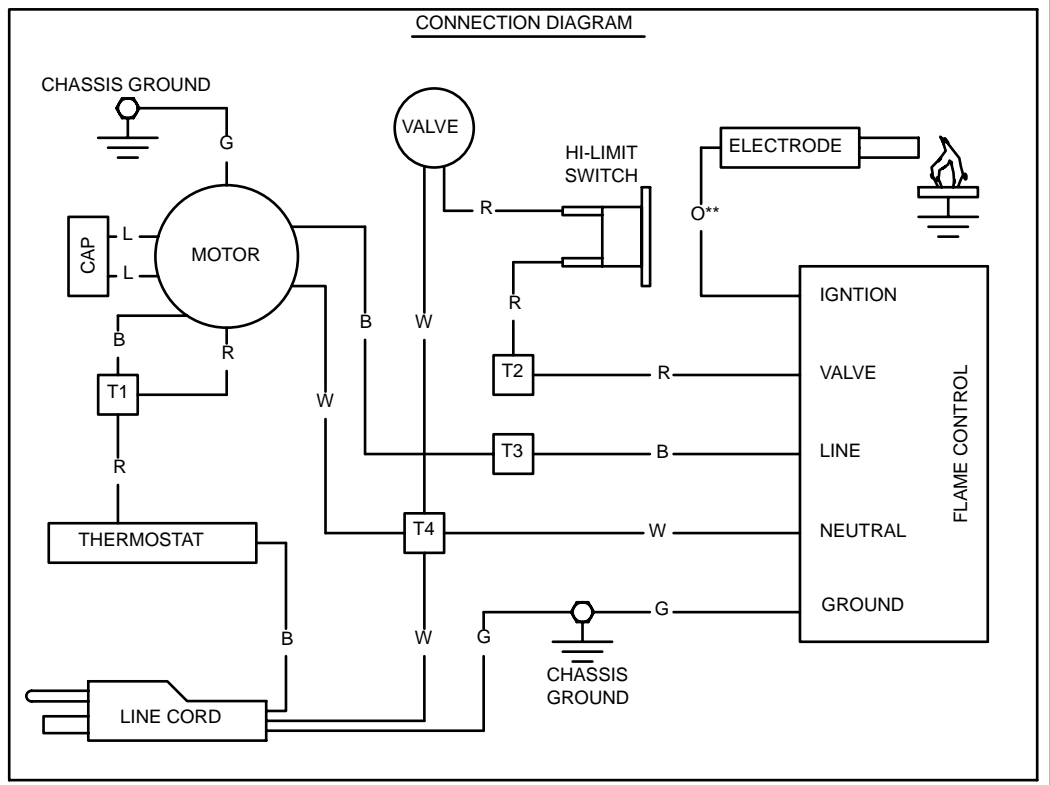 CONNECTION DIAGRAM
CHASSIS GROUND
G
VALVE
HI-LIMIT
SWITCH
ELECTRODE
O**
CAP
L
L
MOTOR
R
R
IGNTION
B
R
B
W
T1
T2
R
VALVE
W
R
T3
B
LINE
FLAME CONTROL
THERMOSTAT
T4
W
NEUTRAL
B
W
G
G
GROUND
CHASSIS
GROUND
LINE CORD